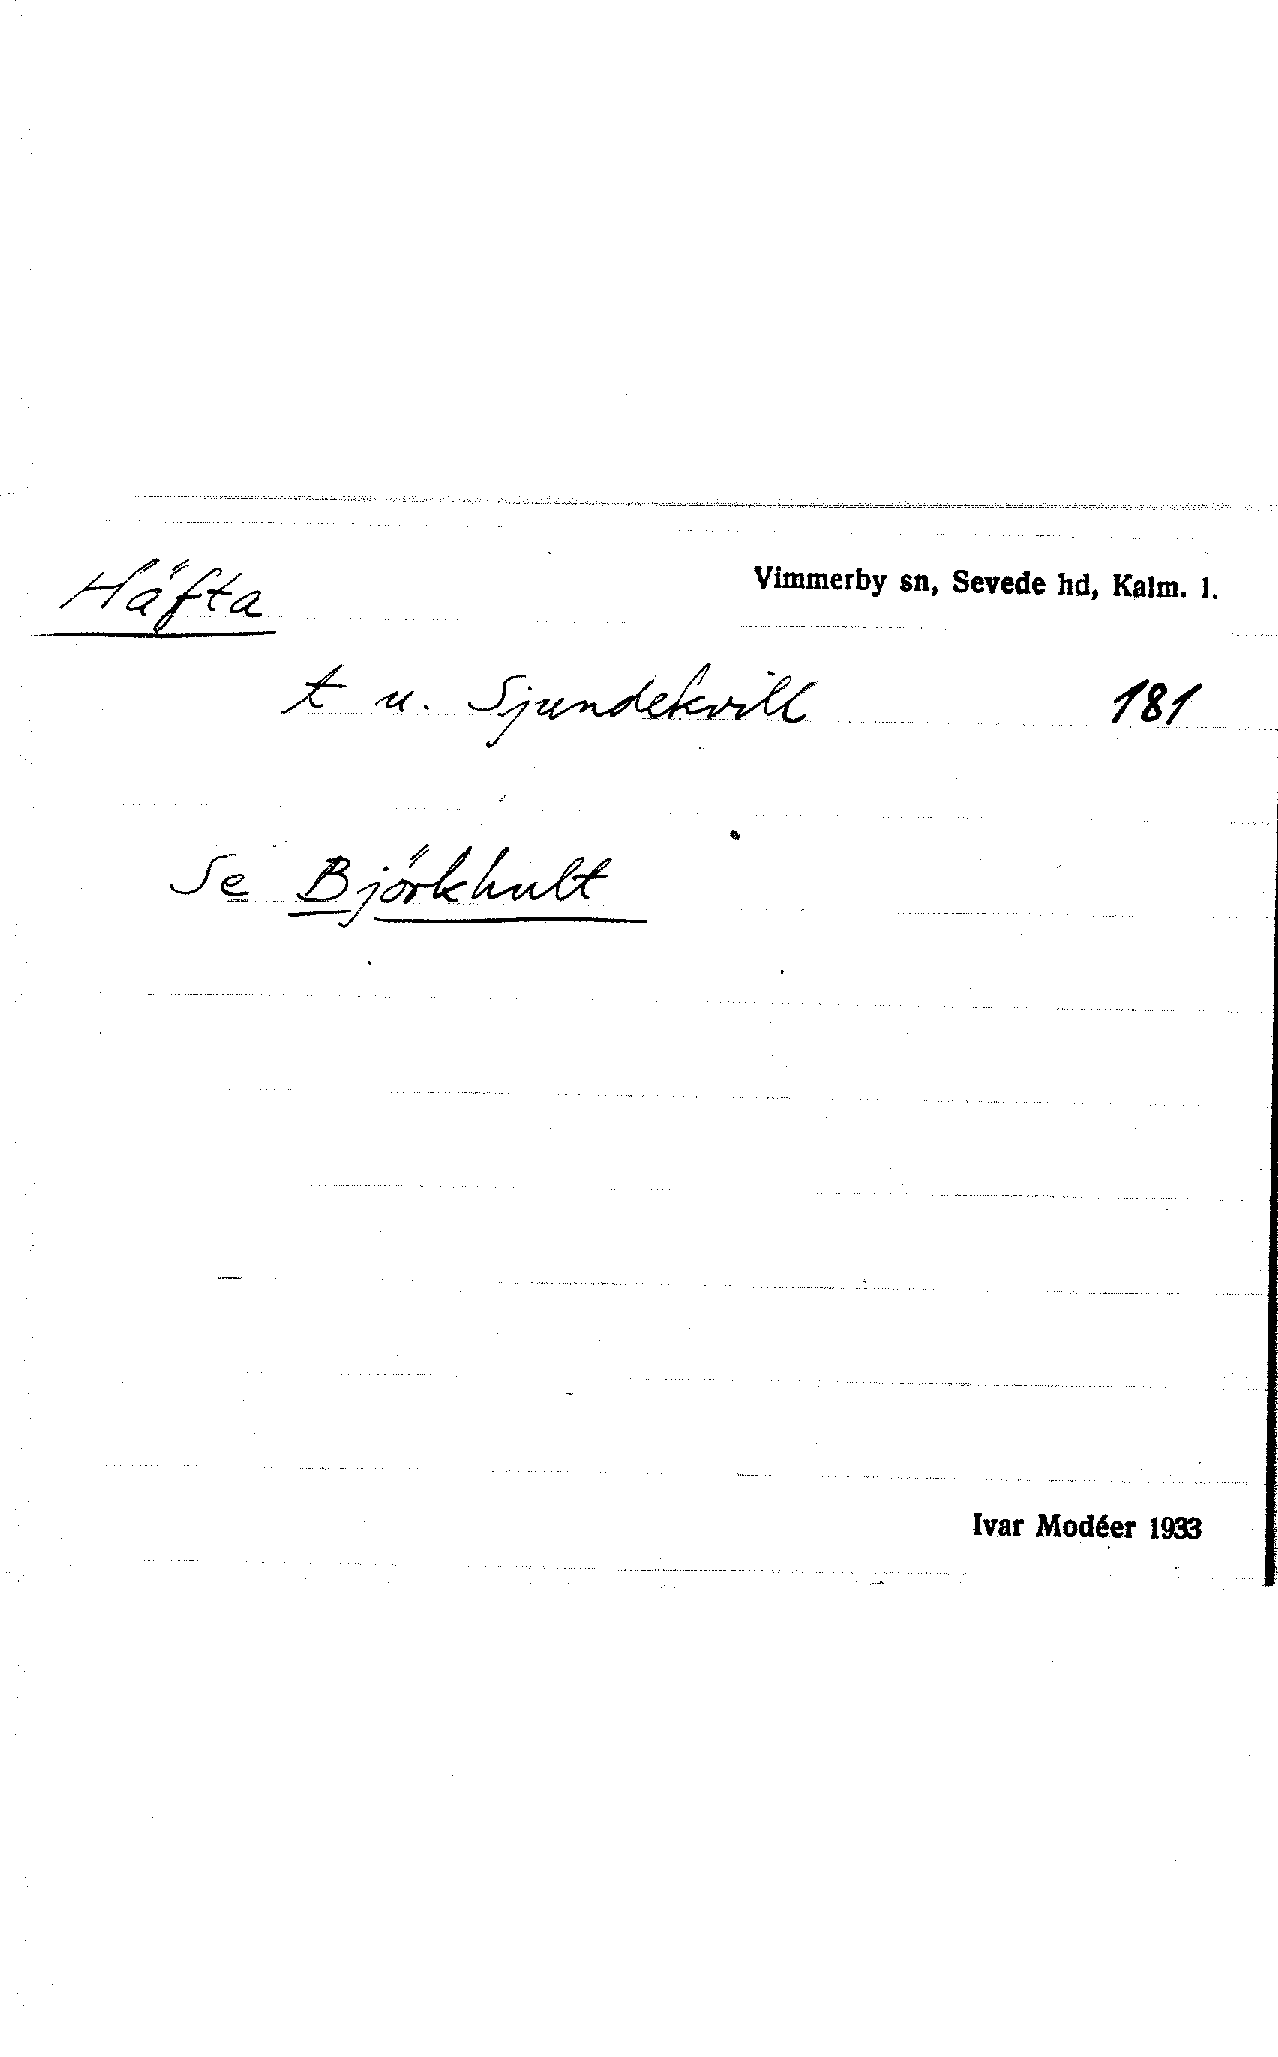 Häfta
Vimmerby sn, Sevede hd, Kalm. l.
t u. Sjundekvill 181
Se Björkhult
Ivar Modéer 1933